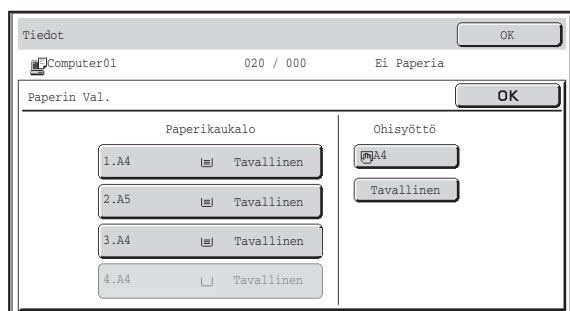 Tiedot OK
Computer01 020 / 000 Ei Paperia
Paperin Val. OK
Paperikaukalo Ohisyöttö
1.A4 Tavallinen A4
2.A5 Tavallinen Tavallinen
3.A4 Tavallinen
4.A4 Tavallinen